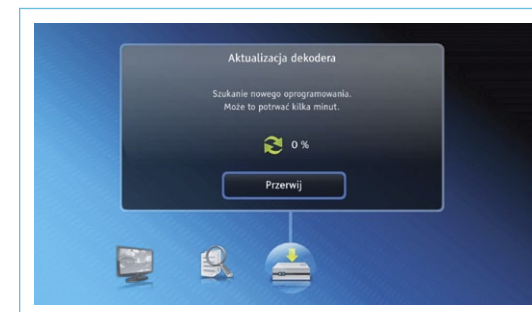 Aktualizacja dekodera
Szukanie nowego oprogramowania.
Może to potrwać kilka minut.
0 %
Przerwij